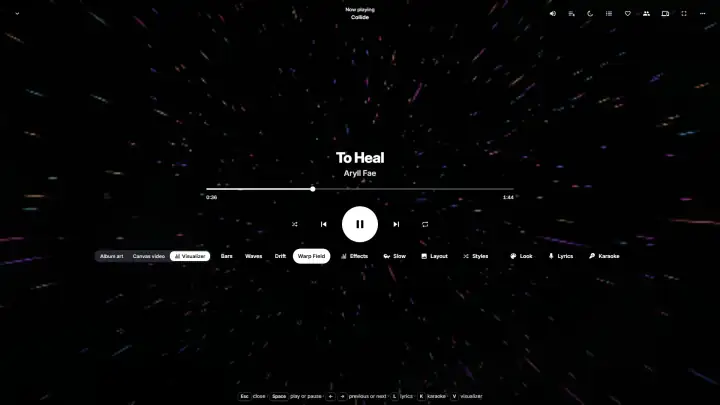 Now playing
Collide
To Heal
Aryll Fae
0:36
1:44
Album art Canvas video Visualizer Bars Waves Drift Warp Field Effects Slow Layout Styles Look Lyrics Karaoke
Esc close Space play or pause ← → previous or next L lyrics K karaoke V visualizer